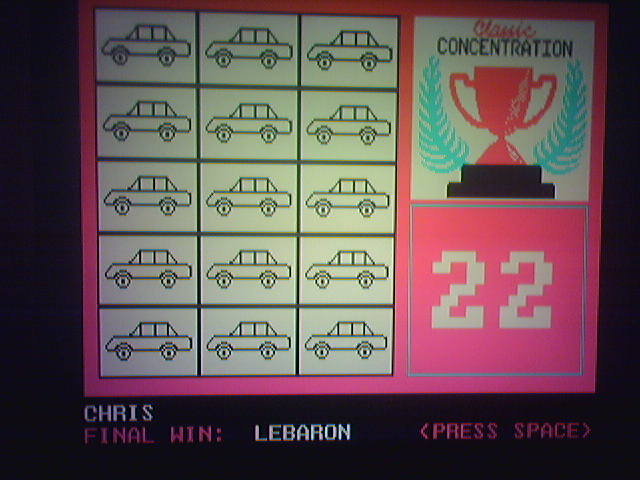 Classic
CONCENTRATION
22
CHRIS
FINAL WIN: LEBARON <PRESS SPACE>